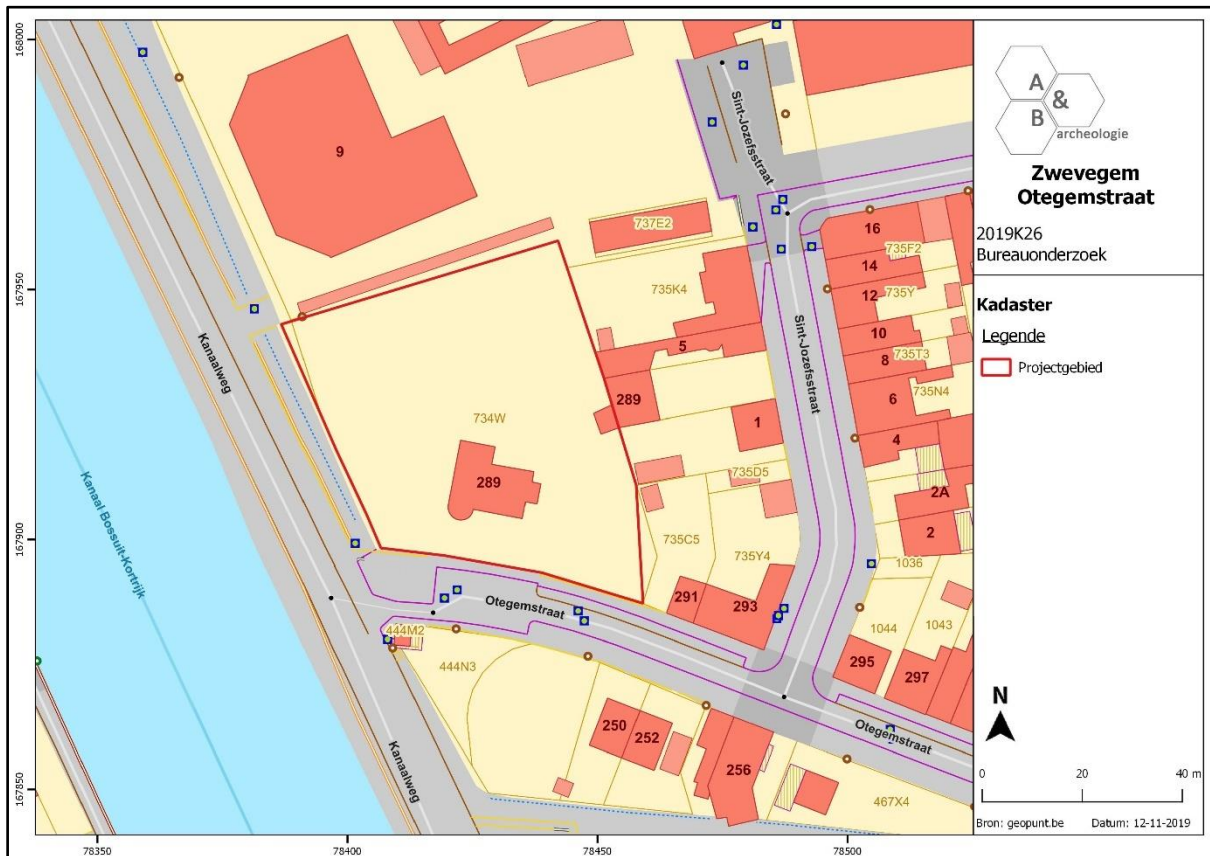 168000
167950
167900
167850
78350
78400
78450
78500
9
737E2
Sint-Jozefsstraat
16
735F2
14
735K4
12
735Y
10
5
8
735T3
Sint-Jozefsstraat
Kanaalweg
289
6
735N4
734W
1
4
289
735D5
2A
2
Kanaal Bossuit-Kortrijk
735C5
735Y4
1036
291
293
Otegemstraat
444M2
1044
1043
444N3
295
297
250
252
256
Otegemstraat
Kanaalweg
467X4
A
&
B
archeologie
Zwevegem
Otegemstraat
2019K26
Bureauonderzoek
Kadaster
Legende
Projectgebied
N
0 20 40 m
Bron: geopunt.be Datum: 12-11-2019